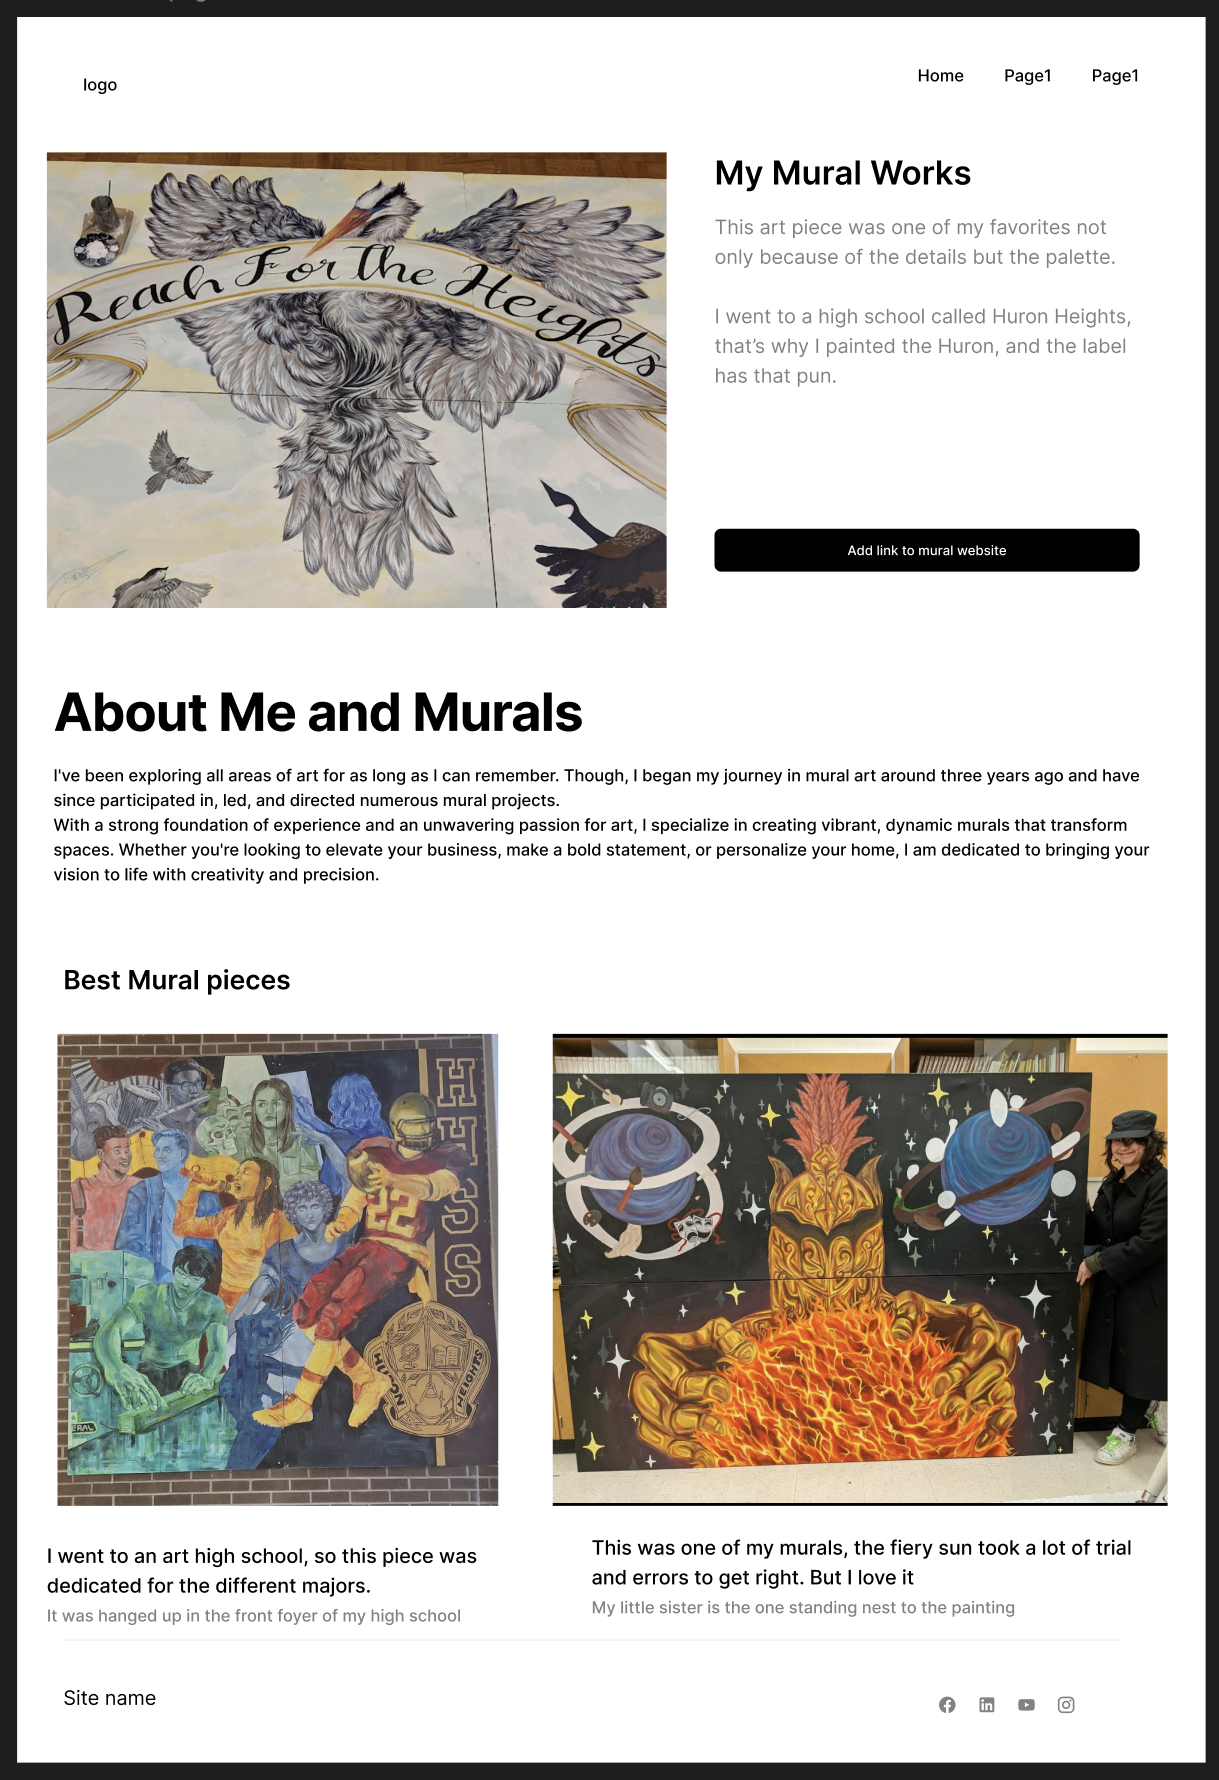 logo
Home Page1 Page1
Reach For The Heights
My Mural Works
This art piece was one of my favorites not
only because of the details but the palette.
I went to a high school called Huron Heights,
that’s why I painted the Huron, and the label
has that pun.
Add link to mural website
About Me and Murals
I've been exploring all areas of art for as long as I can remember. Though, I began my journey in mural art around three years ago and have
since participated in, led, and directed numerous mural projects.
With a strong foundation of experience and an unwavering passion for art, I specialize in creating vibrant, dynamic murals that transform
spaces. Whether you're looking to elevate your business, make a bold statement, or personalize your home, I am dedicated to bringing your
vision to life with creativity and precision.
Best Mural pieces
HHSS
22
HURON HEIGHTS
I went to an art high school, so this piece was
dedicated for the different majors.
It was hanged up in the front foyer of my high school
This was one of my murals, the fiery sun took a lot of trial
and errors to get right. But I love it
My little sister is the one standing nest to the painting
Site name